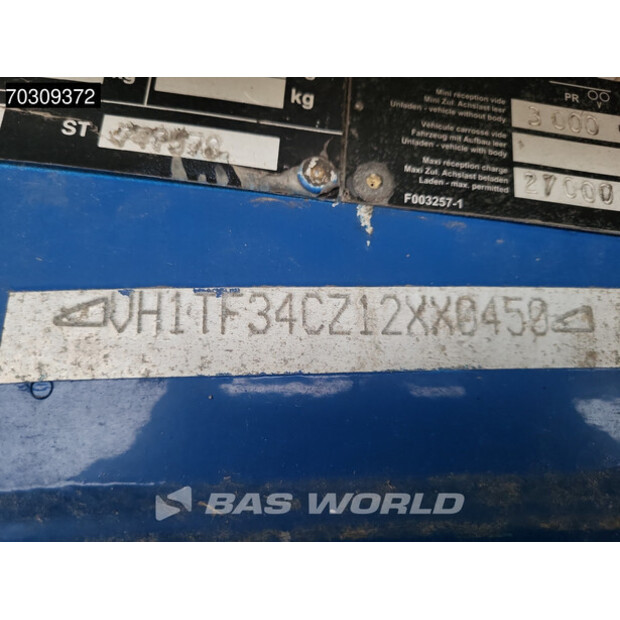 70309372
kg
ST
PR
Mini réception vide
Mini Zul. Achslast leer
Unladen - vehicle without body
3000
Véhicule carrosse vide
Fahrzeug mit Aufbau leer
Unladen - vehicle with body
Maxi réception charge
Maxi Zul. Achslast beladen
Laden - max. permitted
27000
F003257-1
VH1TF34CZ12XX0450
BAS WORLD